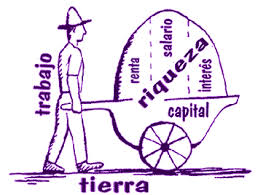 trabajo
renta
salario
interés
riqueza
capital
tierra